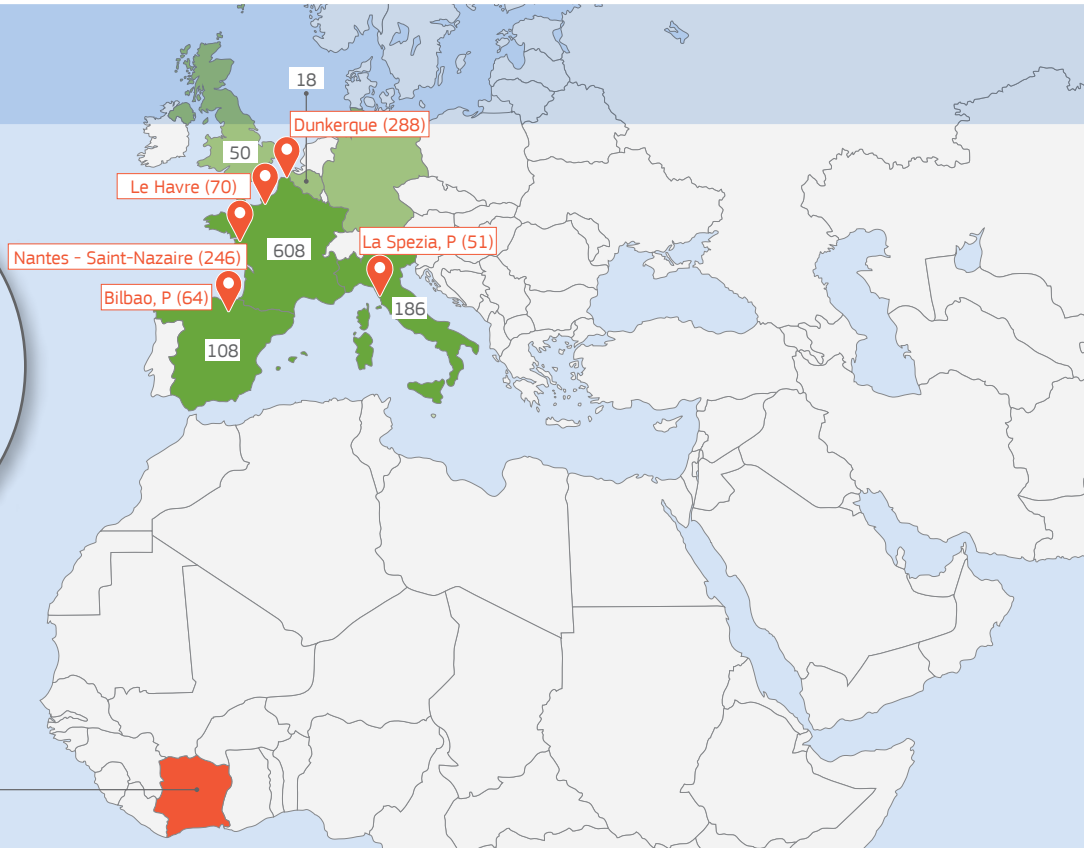 18
Dunkerque (288)
50
Le Havre (70)
La Spezia, P (51)
608
Nantes - Saint-Nazaire (246)
Bilbao, P (64)
186
108